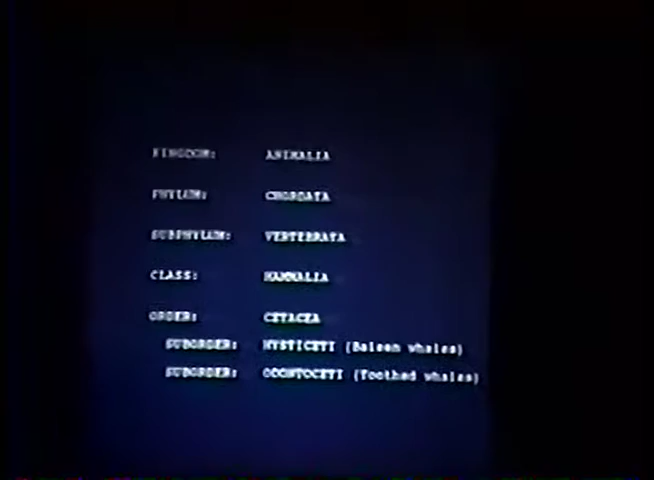 KINGDOM: ANIMALIA
PHYLUM: CHORDATA
SUBPHYLUM: VERTEBRATA
CLASS: MAMMALIA
ORDER: CETACEA
SUBORDER: MYSTICETI (Baleen whales)
SUBORDER: ODONTOCETI (Toothed whales)